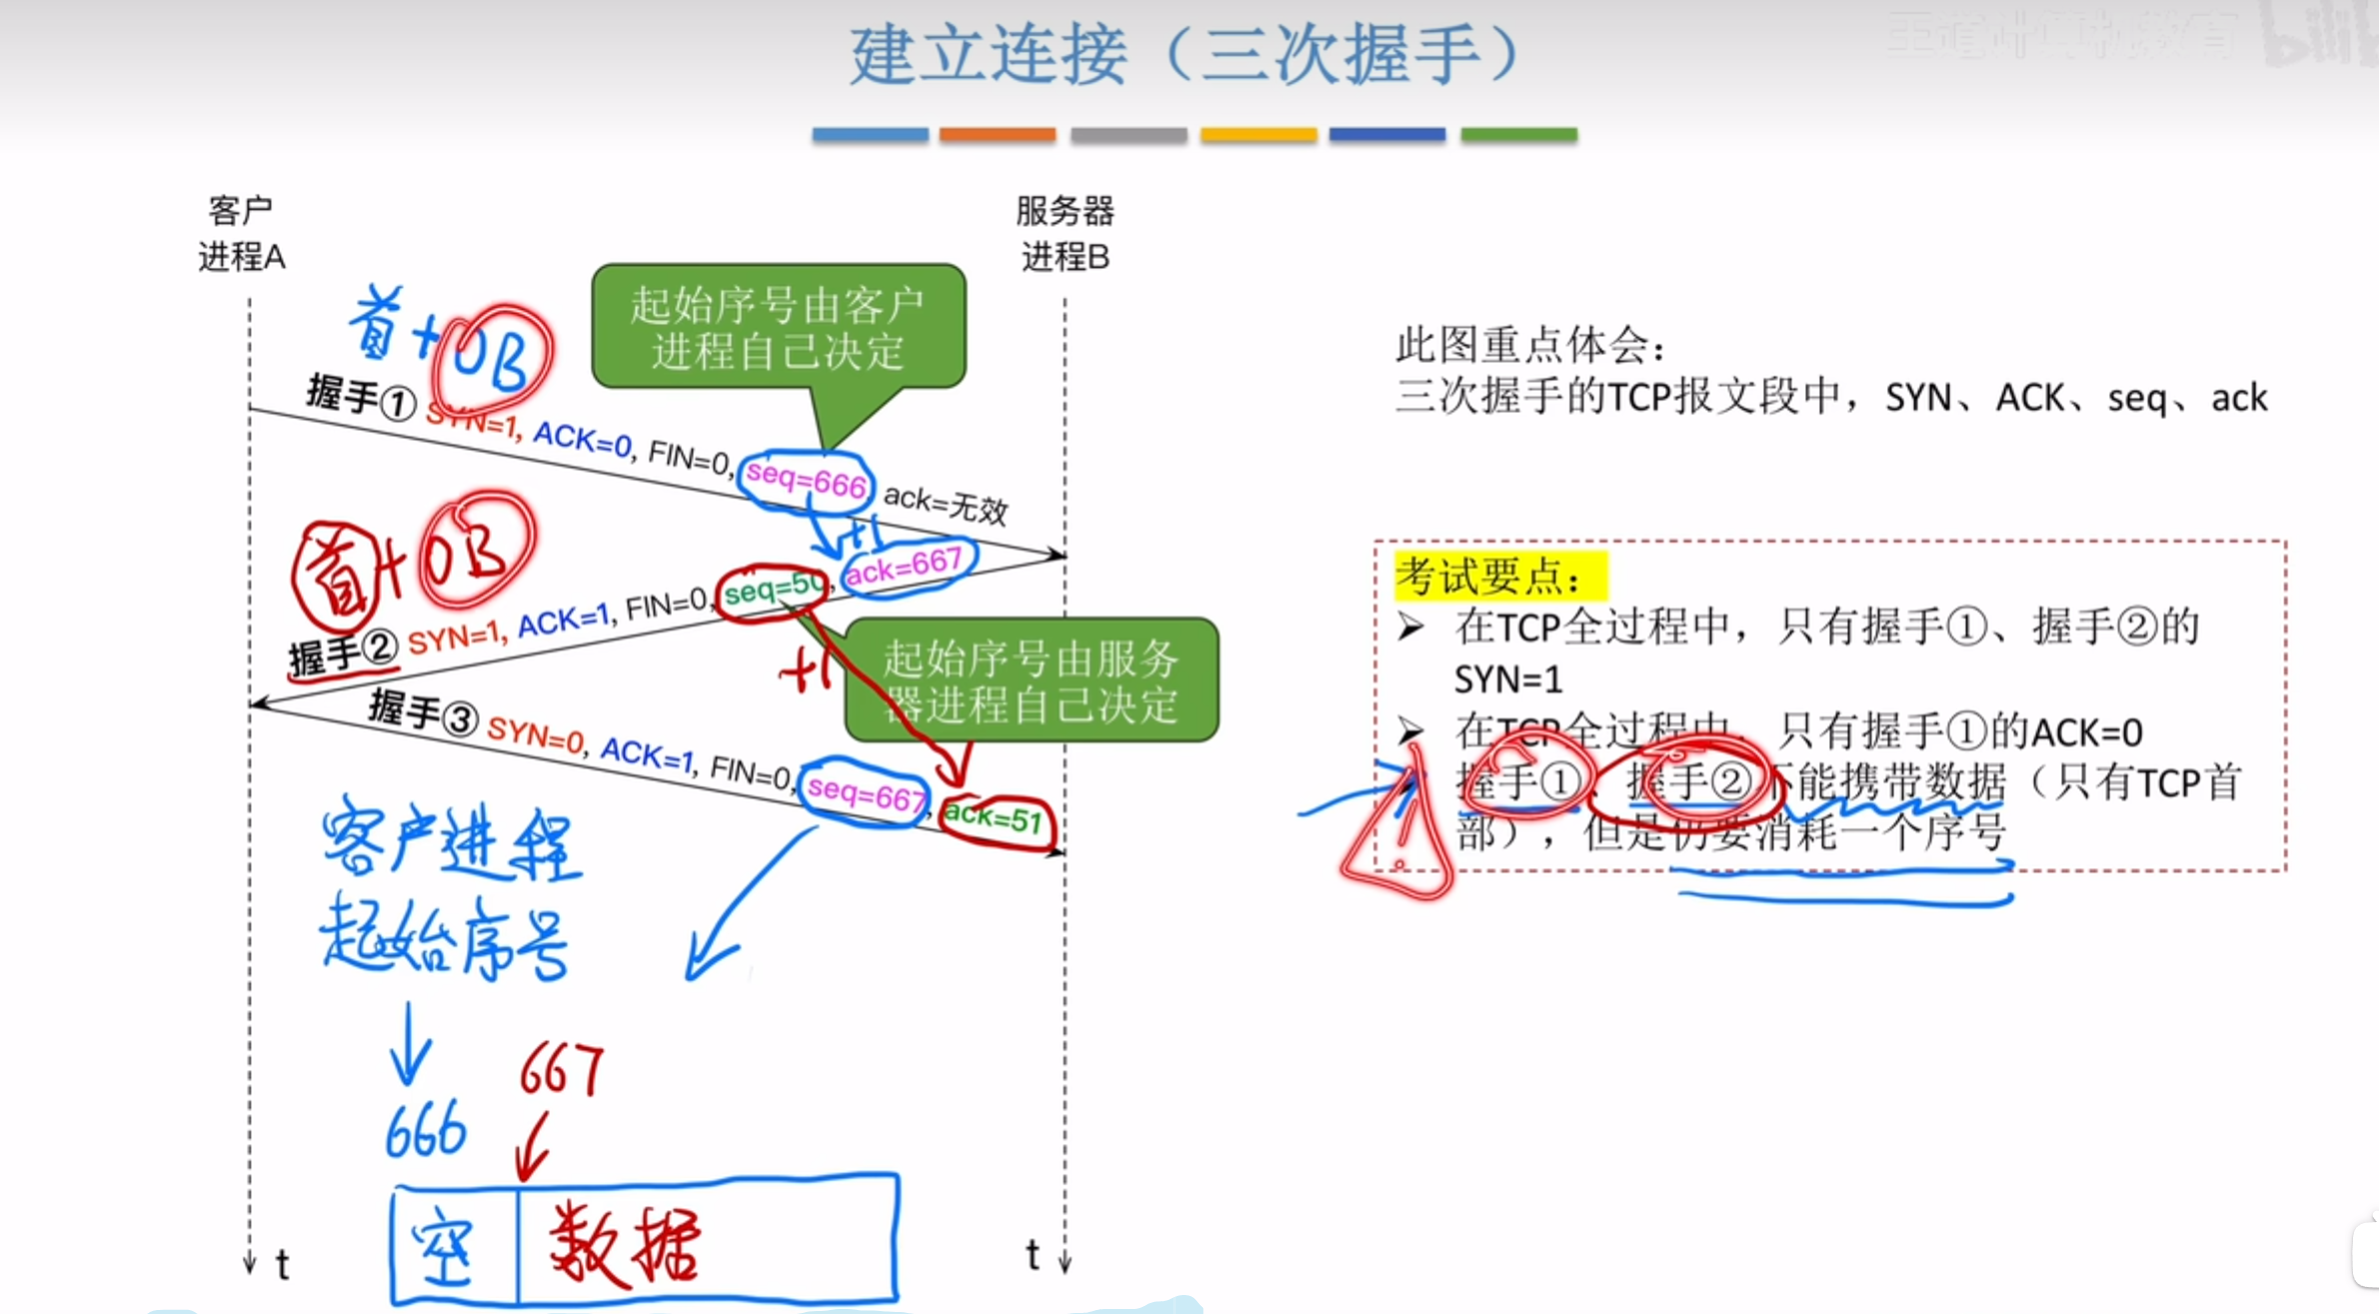 王道计算机教育 bilib
建立连接（三次握手）
客户
进程A
服务器
进程B
起始序号由客户
进程自己决定
首+0B
握手① SYN=1, ACK=0, FIN=0, seq=666, ack=无效
+1
首+0B
握手② SYN=1, ACK=1, FIN=0, seq=50, ack=667
+1
起始序号由服务
器进程自己决定
握手③ SYN=0, ACK=1, FIN=0, seq=667, ack=51
客户进程
起始序号
666
667
空
数据
t
t
此图重点体会：
三次握手的TCP报文段中，SYN、ACK、seq、ack
考试要点：
➢ 在TCP全过程中，只有握手①、握手②的
SYN=1
➢ 在TCP全过程中，只有握手①的ACK=0
握手①、握手②不能携带数据（只有TCP首
部），但是仍要消耗一个序号
!